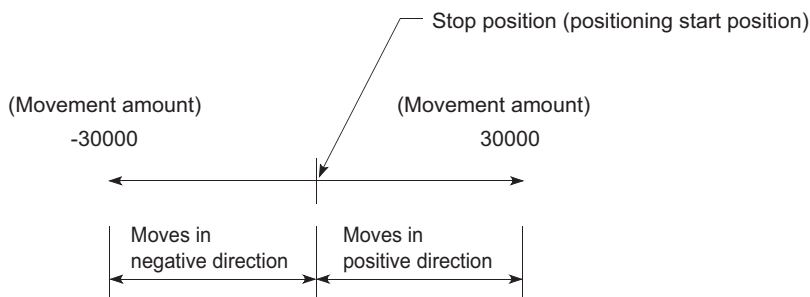 Stop position (positioning start position)
(Movement amount)
-30000
(Movement amount)
30000
Moves in
negative direction
Moves in
positive direction